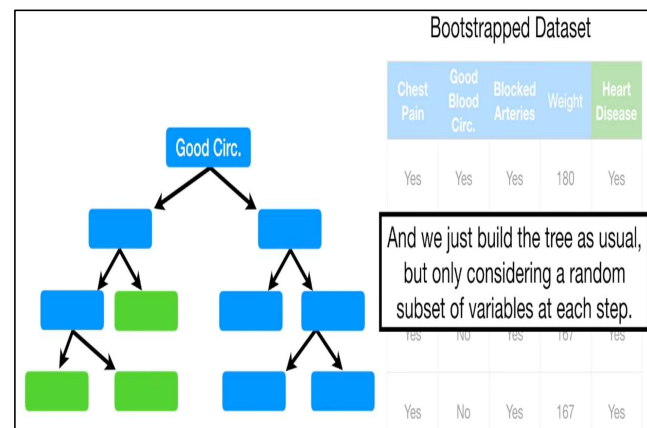 Bootstrapped Dataset
Chest Pain
Good Blood Circ.
Blocked Arteries
Weight
Heart Disease
Good Circ.
Yes Yes Yes 180 Yes
And we just build the tree as usual,
but only considering a random
subset of variables at each step.
Yes No Yes 167 Yes
Yes No Yes 167 Yes